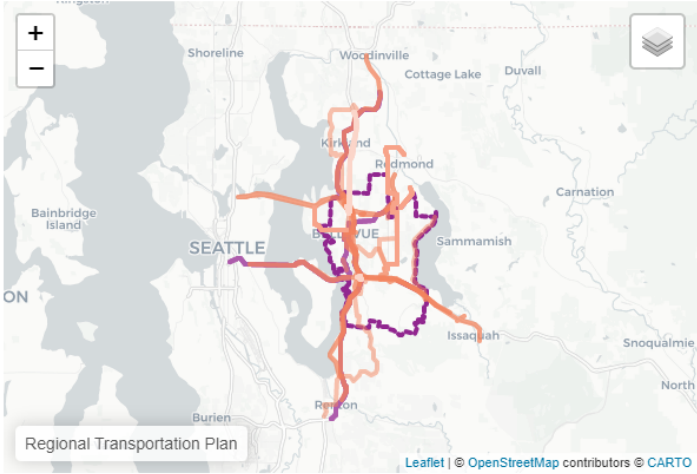 Kingston
+
−
Shoreline
Woodinville
Cottage Lake
Duvall
Kirkland
Redmond
Carnation
Bainbridge
Island
SEATTLE
BELLEVUE
Sammamish
ON
Issaquah
Snoqualmie
North
Renton
Burien
Regional Transportation Plan
Leaflet | © OpenStreetMap contributors © CARTO